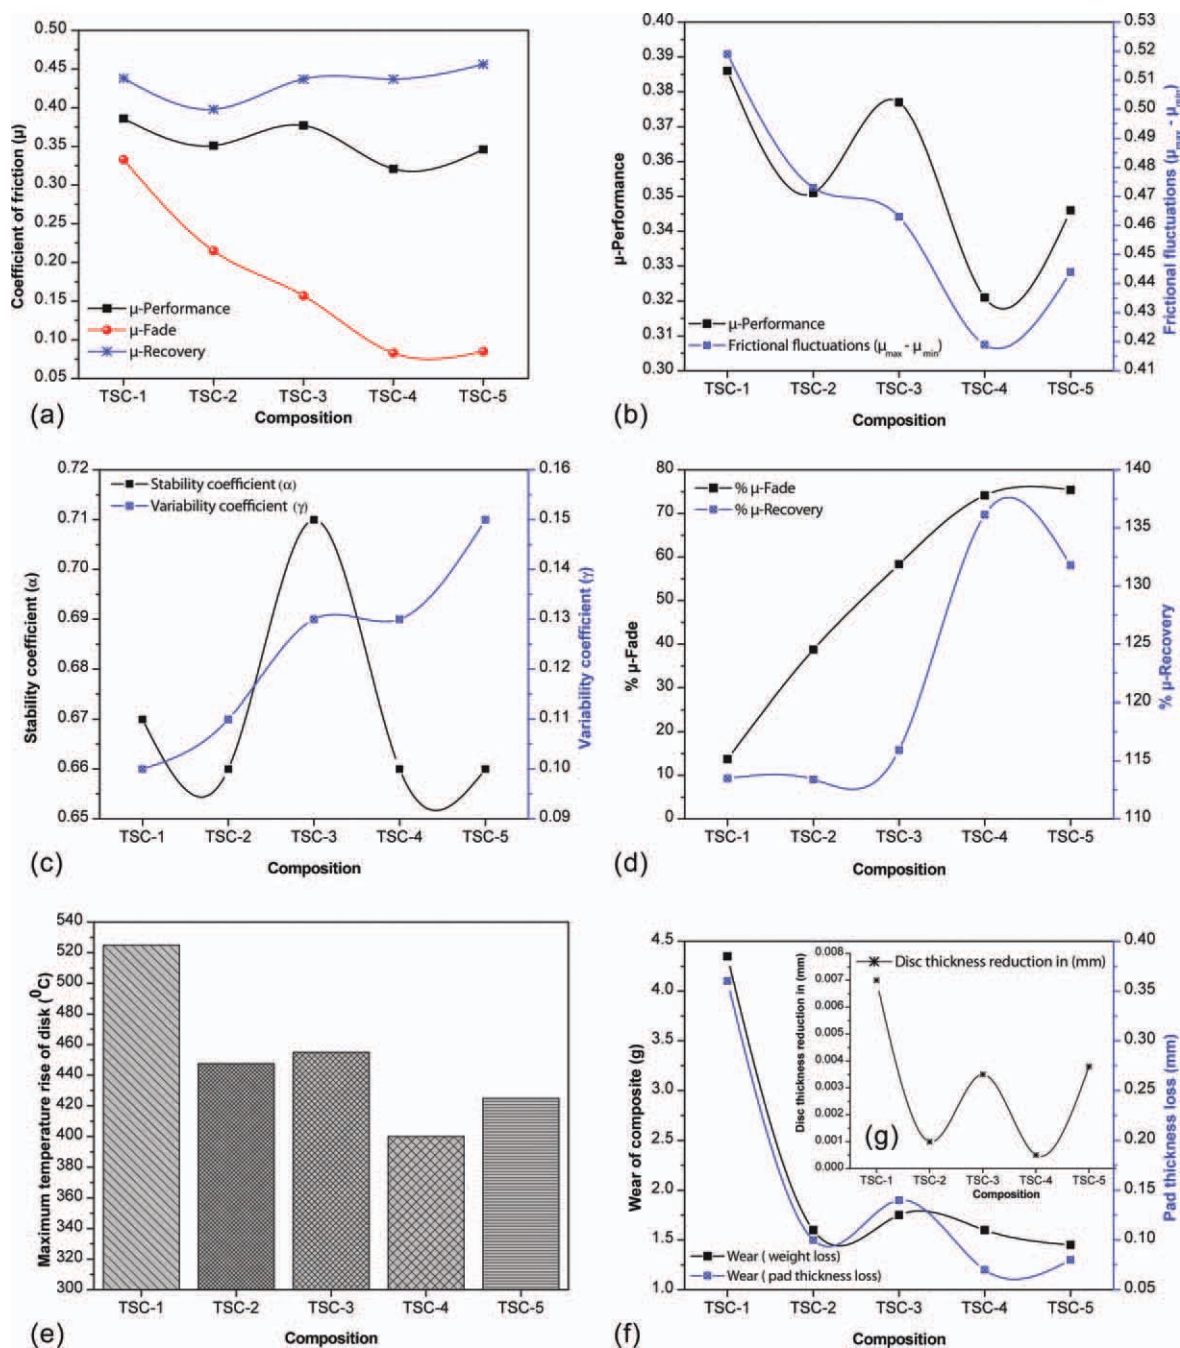 0.50
0.45
0.40
0.35
0.30
0.25
0.20
0.15
0.10
0.05
Coefficient of friction (μ)
μ-Performance
μ-Fade
μ-Recovery
TSC-1 TSC-2 TSC-3 TSC-4 TSC-5
Composition
(a)
0.40
0.39
0.38
0.37
0.36
0.35
0.34
0.33
0.32
0.31
0.30
μ-Performance
0.53
0.52
0.51
0.50
0.49
0.48
0.47
0.46
0.45
0.44
0.43
0.42
0.41
Frictional fluctuations (μmax - μmin)
μ-Performance
Frictional fluctuations (μmax - μmin)
TSC-1 TSC-2 TSC-3 TSC-4 TSC-5
Composition
(b)
0.72
0.71
0.70
0.69
0.68
0.67
0.66
0.65
Stability coefficient (α)
Stability coefficient (α)
Variability coefficient (γ)
0.16
0.15
0.14
0.13
0.12
0.11
0.10
0.09
Variability coefficient (γ)
TSC-1 TSC-2 TSC-3 TSC-4 TSC-5
Composition
(c)
80
70
60
50
40
30
20
10
0
% μ-Fade
% μ-Fade
% μ-Recovery
140
135
130
125
120
115
110
% μ-Recovery
TSC-1 TSC-2 TSC-3 TSC-4 TSC-5
Composition
(d)
540
520
500
480
460
440
420
400
380
360
340
320
300
Maximum temperature rise of disk (⁰C)
TSC-1 TSC-2 TSC-3 TSC-4 TSC-5
Composition
(e)
4.5
4.0
3.5
3.0
2.5
2.0
1.5
1.0
Wear of composite (g)
0.40
0.35
0.30
0.25
0.20
0.15
0.10
0.05
Pad thickness loss (mm)
0.008
0.007
0.006
0.004
0.003
0.002
0.001
0.000
Disc thickness reduction in (mm)
Disc thickness reduction in (mm)
(g)
TSC-1 TSC-2 TSC-3 TSC-4 TSC-5
Composition
Wear ( weight loss)
Wear ( pad thickness loss)
TSC-1 TSC-2 TSC-3 TSC-4 TSC-5
Composition
(f)